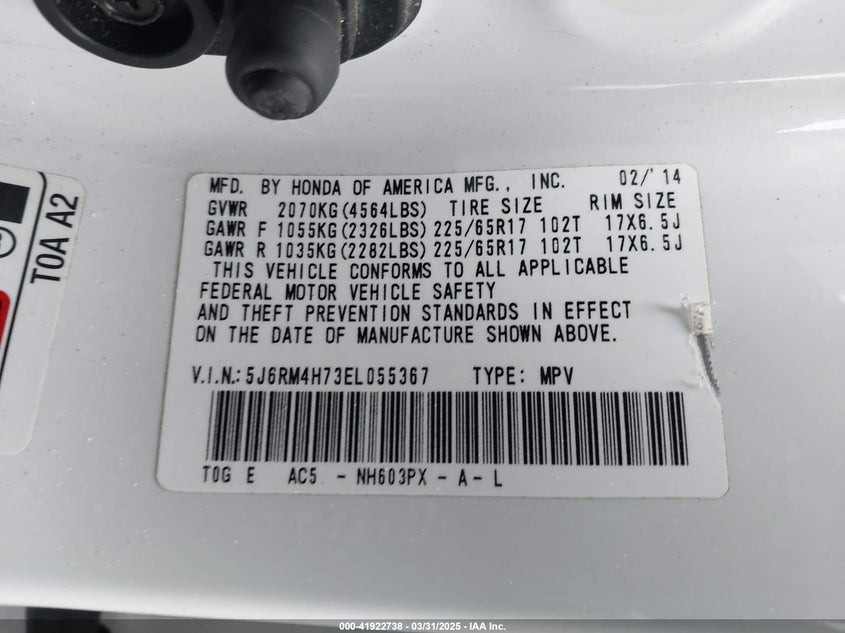 MFD. BY HONDA OF AMERICA MFG., INC. 02/'14
GVWR 2070KG(4564LBS) TIRE SIZE RIM SIZE
GAWR F 1055KG(2326LBS) 225/65R17 102T 17X6.5J
GAWR R 1035KG(2282LBS) 225/65R17 102T 17X6.5J
THIS VEHICLE CONFORMS TO ALL APPLICABLE
FEDERAL MOTOR VEHICLE SAFETY
AND THEFT PREVENTION STANDARDS IN EFFECT
ON THE DATE OF MANUFACTURE SHOWN ABOVE.
V.I.N.: 5J6RM4H73EL055367 TYPE: MPV
T0G E AC5 - NH603PX - A - L
T0A A2
000-41922738 - 03/31/2025 - IAA Inc.